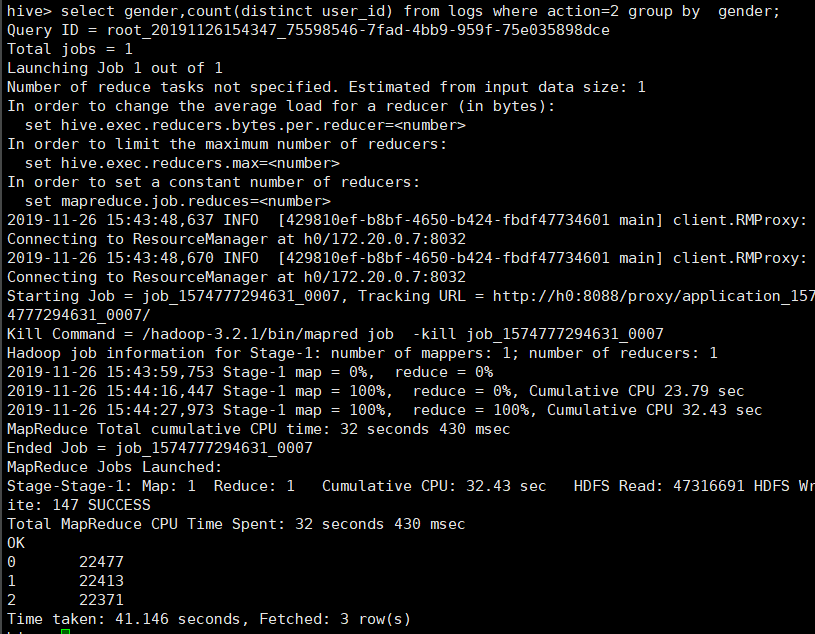 hive> select gender,count(distinct user_id) from logs where action=2 group by  gender;
Query ID = root_20191126154347_75598546-7fad-4bb9-959f-75e035898dce
Total jobs = 1
Launching Job 1 out of 1
Number of reduce tasks not specified. Estimated from input data size: 1
In order to change the average load for a reducer (in bytes):
  set hive.exec.reducers.bytes.per.reducer=<number>
In order to limit the maximum number of reducers:
  set hive.exec.reducers.max=<number>
In order to set a constant number of reducers:
  set mapreduce.job.reduces=<number>
2019-11-26 15:43:48,637 INFO  [429810ef-b8bf-4650-b424-fbdf47734601 main] client.RMProxy:
Connecting to ResourceManager at h0/172.20.0.7:8032
2019-11-26 15:43:48,670 INFO  [429810ef-b8bf-4650-b424-fbdf47734601 main] client.RMProxy:
Connecting to ResourceManager at h0/172.20.0.7:8032
Starting Job = job_1574777294631_0007, Tracking URL = http://h0:8088/proxy/application_157
4777294631_0007/
Kill Command = /hadoop-3.2.1/bin/mapred job  -kill job_1574777294631_0007
Hadoop job information for Stage-1: number of mappers: 1; number of reducers: 1
2019-11-26 15:43:59,753 Stage-1 map = 0%,  reduce = 0%
2019-11-26 15:44:16,447 Stage-1 map = 100%,  reduce = 0%, Cumulative CPU 23.79 sec
2019-11-26 15:44:27,973 Stage-1 map = 100%,  reduce = 100%, Cumulative CPU 32.43 sec
MapReduce Total cumulative CPU time: 32 seconds 430 msec
Ended Job = job_1574777294631_0007
MapReduce Jobs Launched:
Stage-Stage-1: Map: 1  Reduce: 1   Cumulative CPU: 32.43 sec   HDFS Read: 47316691 HDFS Wr
ite: 147 SUCCESS
Total MapReduce CPU Time Spent: 32 seconds 430 msec
OK
0       22477
1       22413
2       22371
Time taken: 41.146 seconds, Fetched: 3 row(s)